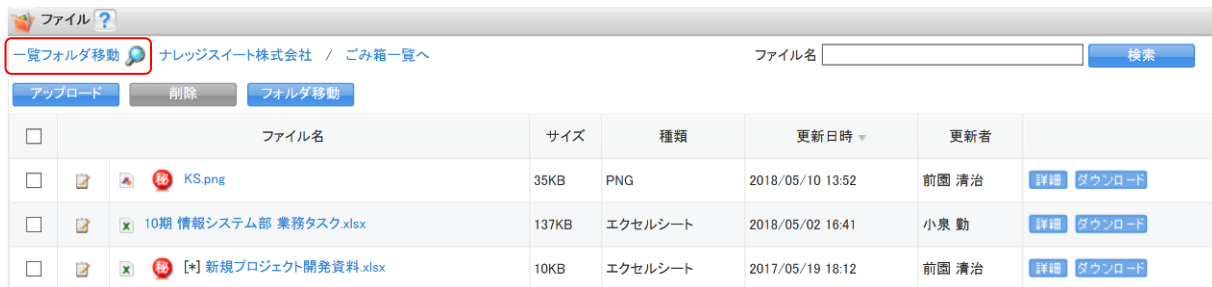 ファイル ?
一覧フォルダ移動 ナレッジスイート株式会社 / ごみ箱一覧へ ファイル名 検索
アップロード 削除 フォルダ移動
ファイル名 サイズ 種類 更新日時 更新者
秘 KS.png 35KB PNG 2018/05/10 13:52 前園 清治 詳細 ダウンロード
10期 情報システム部 業務タスク.xlsx 137KB エクセルシート 2018/05/02 16:41 小泉 勤 詳細 ダウンロード
秘 [*] 新規プロジェクト開発資料.xlsx 10KB エクセルシート 2017/05/19 18:12 前園 清治 詳細 ダウンロード